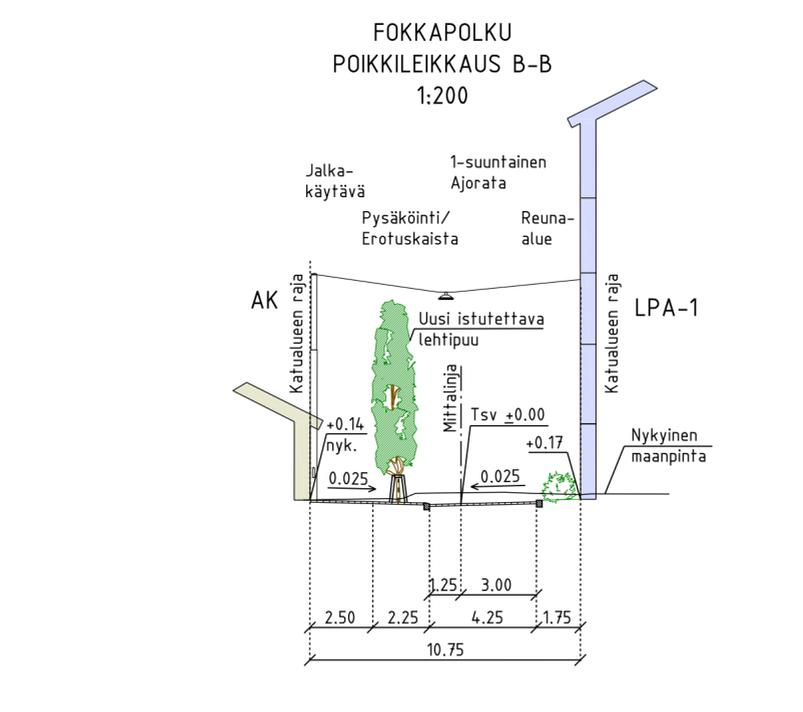 FOKKAPOLKU
POIKKILEIKKAUS B-B
1:200
Jalka-
käytävä
1-suuntainen
Ajorata
Pysäköinti/
Erotuskaista
Reuna-
alue
AK
Katualueen raja
Katualueen raja
LPA-1
Uusi istutettava
lehtipuu
Mittalinja
+0.14
nyk.
Tsv ±0.00
+0.17
Nykyinen
maanpinta
0.025
0.025
1.25
3.00
2.50
2.25
4.25
1.75
10.75